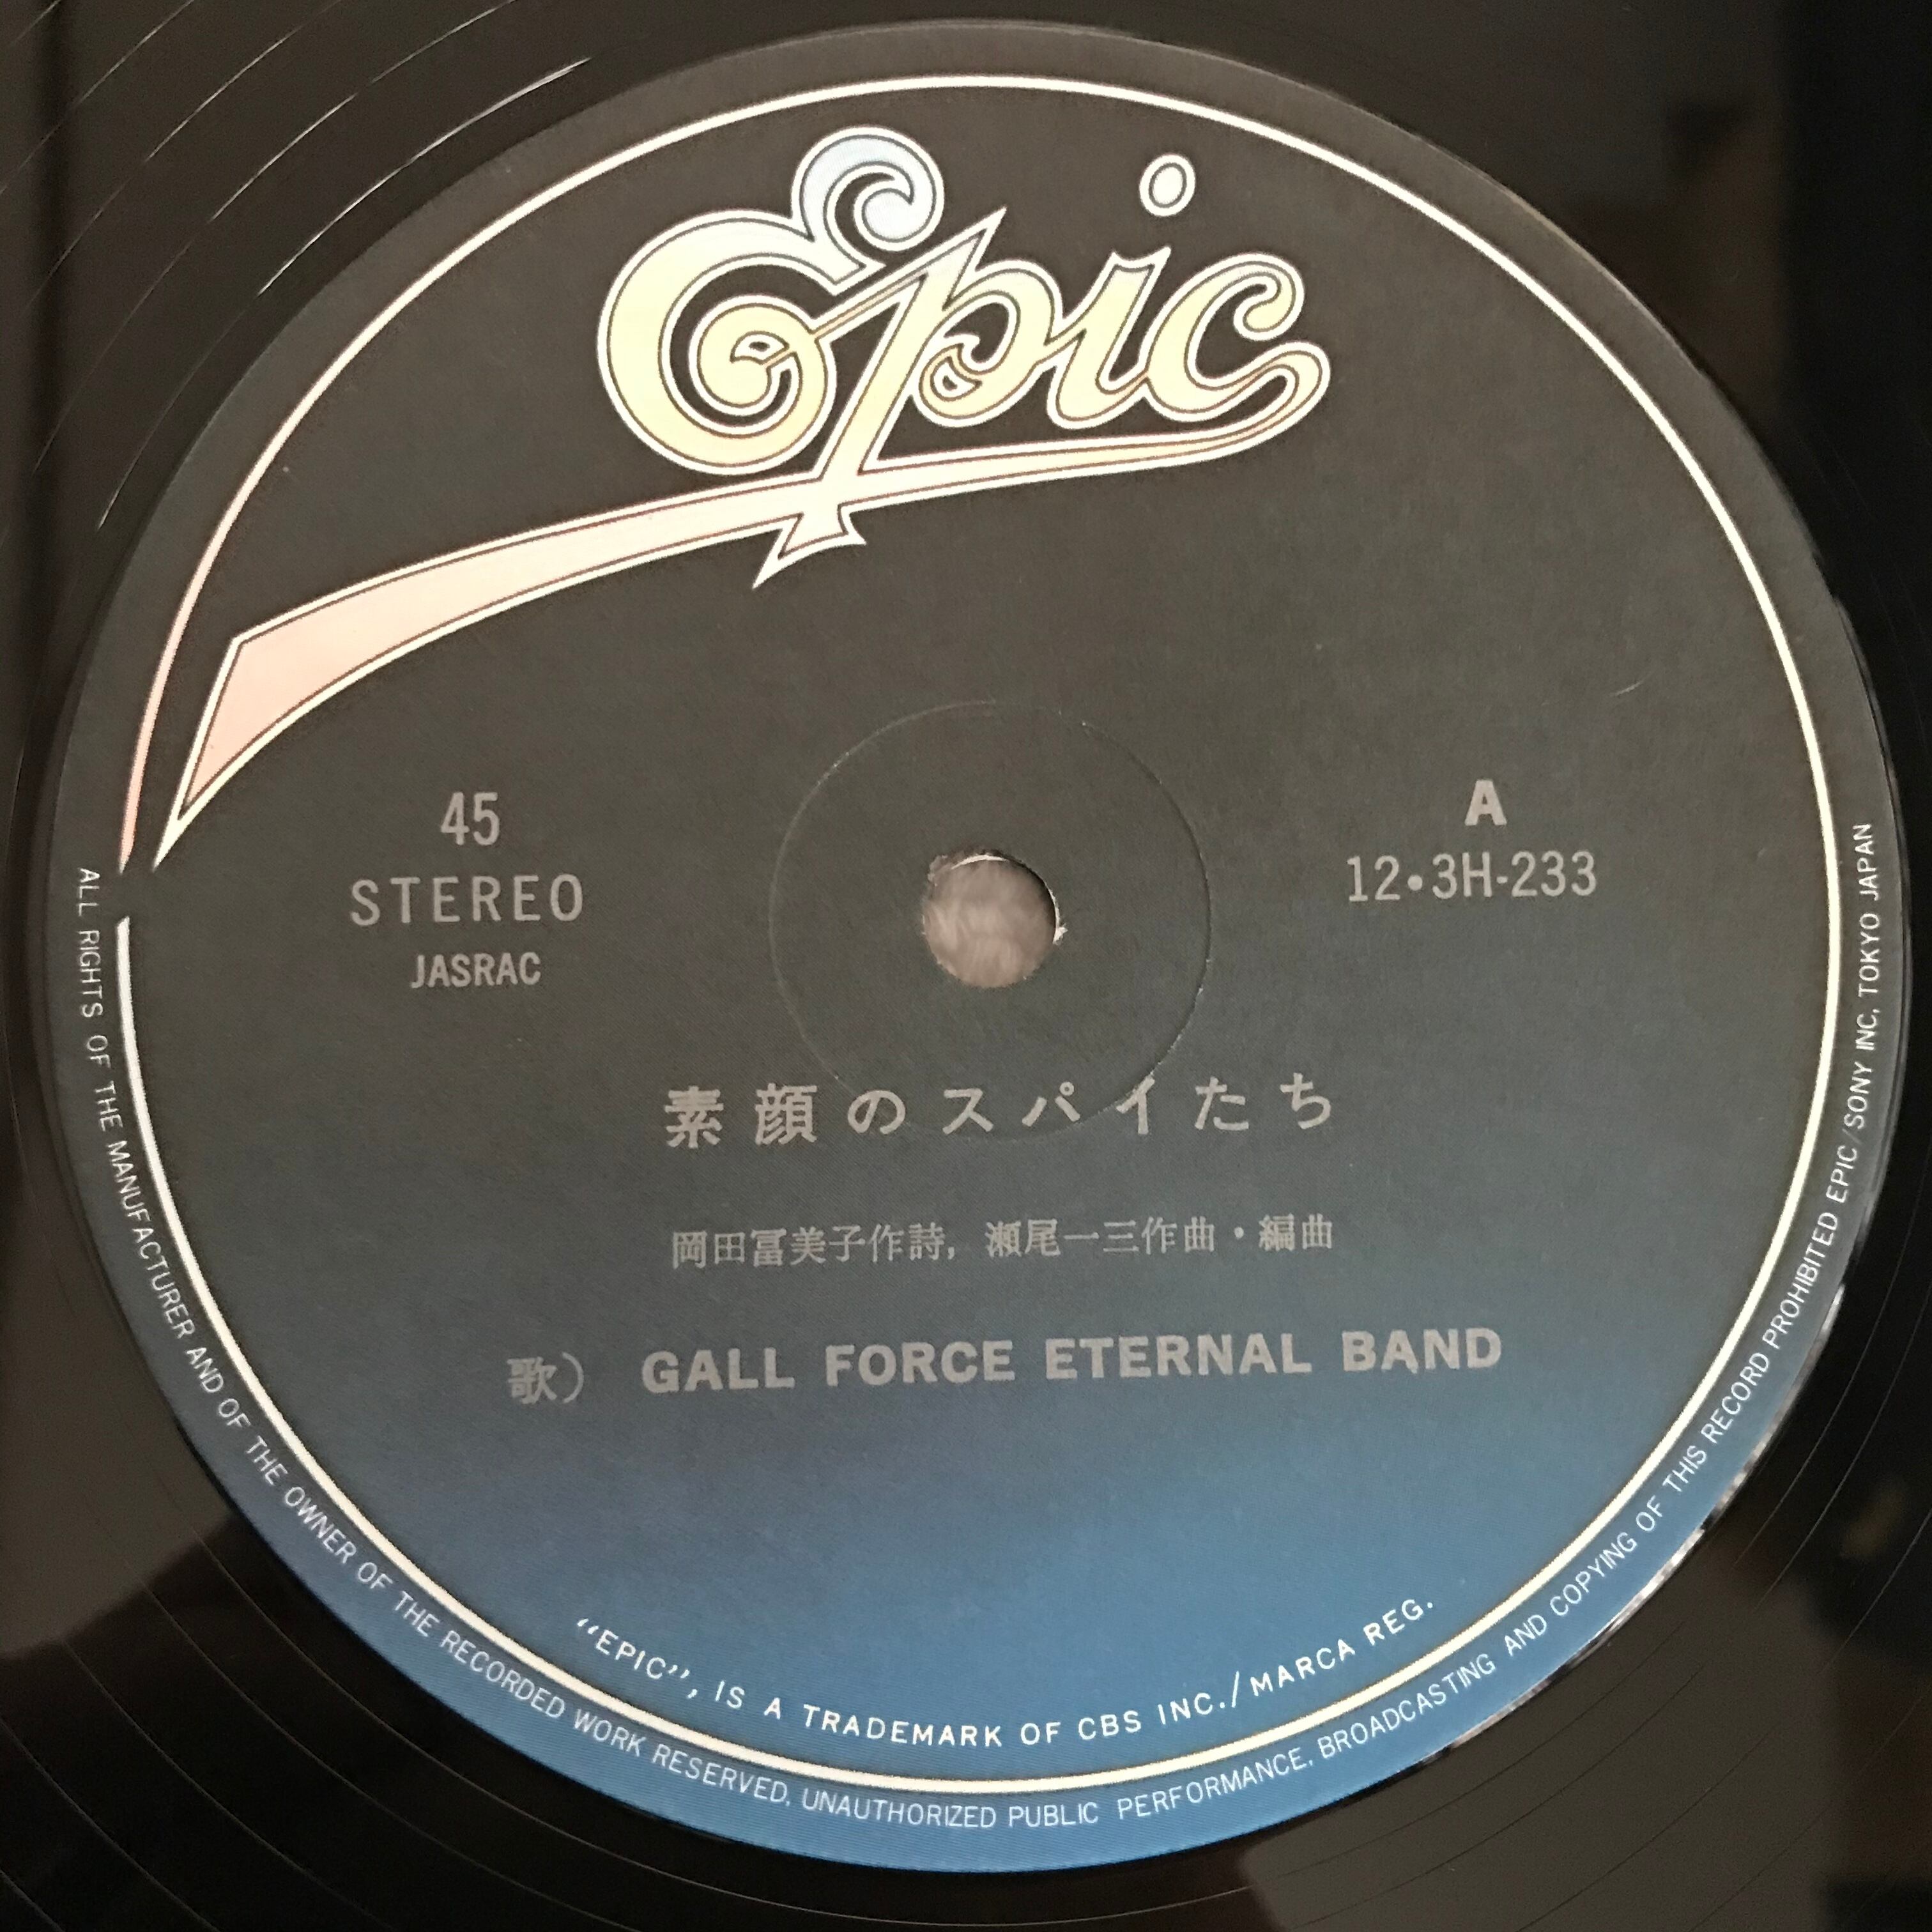 Epic
45
STEREO
JASRAC
A
12•3H-233
素顔のスパイたち
岡田冨美子作詩, 瀬尾一三作曲・編曲
歌） GALL FORCE ETERNAL BAND
“EPIC”, IS A TRADEMARK OF CBS INC./MARCA REG.
ALL RIGHTS OF THE MANUFACTURER AND OF THE OWNER OF THE RECORDED WORK RESERVED, UNAUTHORIZED PUBLIC PERFORMANCE, BROADCASTING AND COPYING OF THIS RECORD PROHIBITED EPIC/SONY INC, TOKYO JAPAN